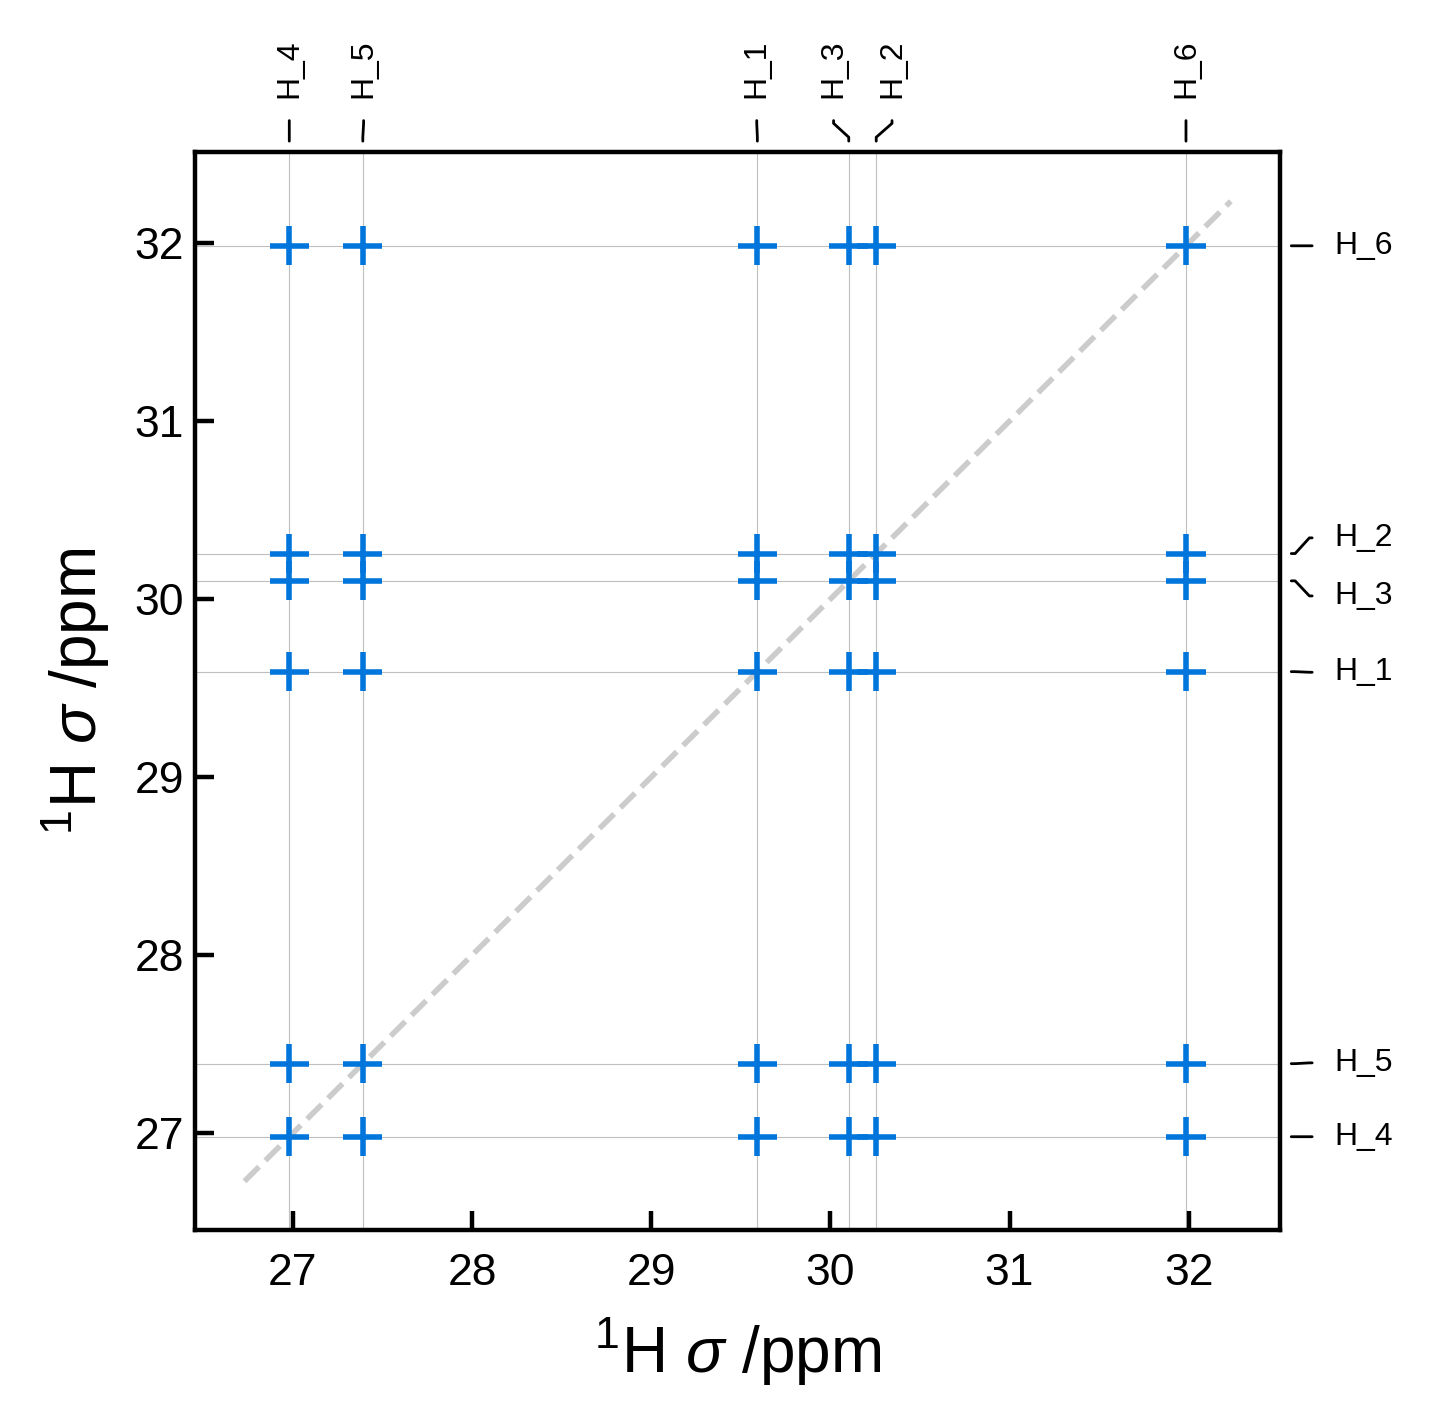 H_4 H_5 H_1 H_3 H_2 H_6
32 H_6
31
H_2
30 H_3
H_1
29
28
H_5
27 H_4
¹H σ /ppm
27 28 29 30 31 32
¹H σ /ppm